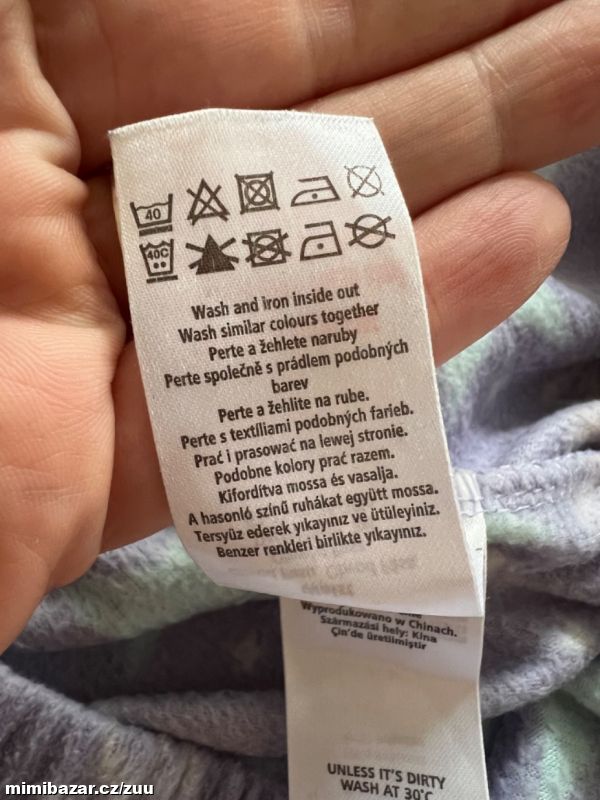 40
40C
Wash and iron inside out
Wash similar colours together
Perte a žehlete naruby
Perte společně s prádlem podobných
barev
Perte a žehlite na rube.
Perte s textíliami podobných farieb.
Prać i prasować na lewej stronie.
Podobne kolory prać razem.
Kifordítva mossa és vasalja.
A hasonló színű ruhákat együtt mossa.
Tersyüz ederek yıkayınız ve ütüleyiniz.
Benzer renkleri birlikte yıkayınız.
Wyprodukowano w Chinach.
Származási hely: Kína
Çin'de üretilmiştir
UNLESS IT'S DIRTY
WASH AT 30°C
mimibazar.cz/zuu